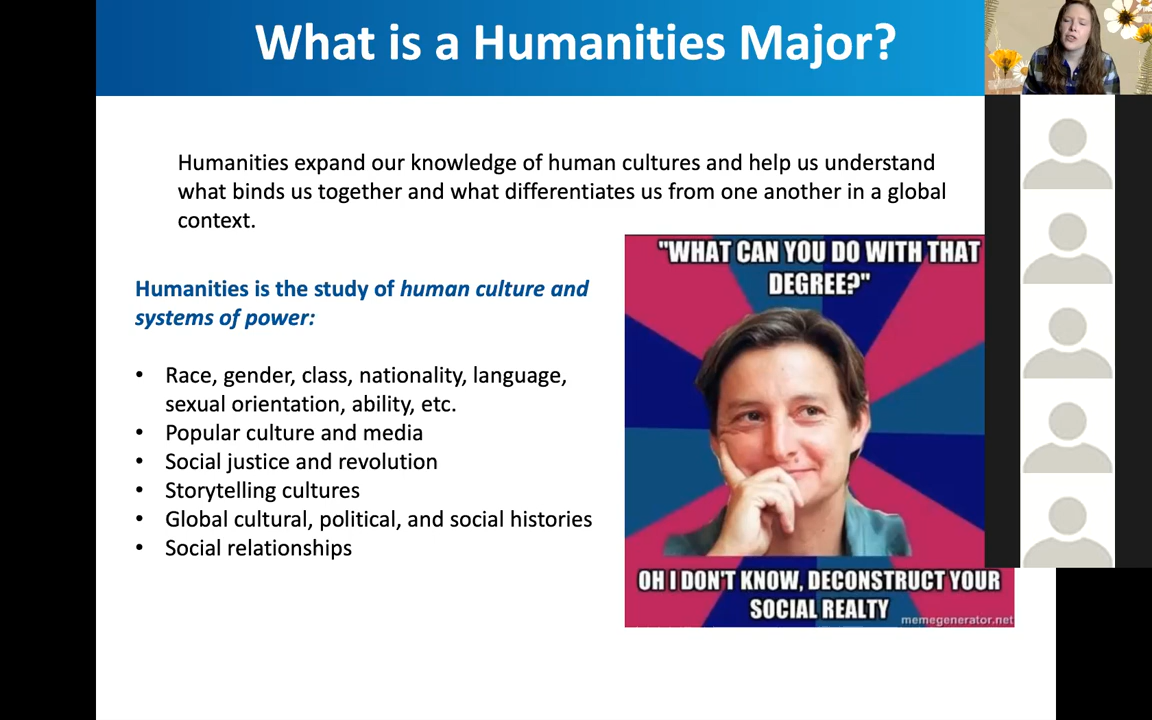 What is a Humanities Major?
Humanities expand our knowledge of human cultures and help us understand
what binds us together and what differentiates us from one another in a global
context.
Humanities is the study of human culture and
systems of power:
• Race, gender, class, nationality, language,
sexual orientation, ability, etc.
• Popular culture and media
• Social justice and revolution
• Storytelling cultures
• Global cultural, political, and social histories
• Social relationships
"WHAT CAN YOU DO WITH THAT
DEGREE?"
OH I DON'T KNOW, DECONSTRUCT YOUR
SOCIAL REALTY
memegenerator.net